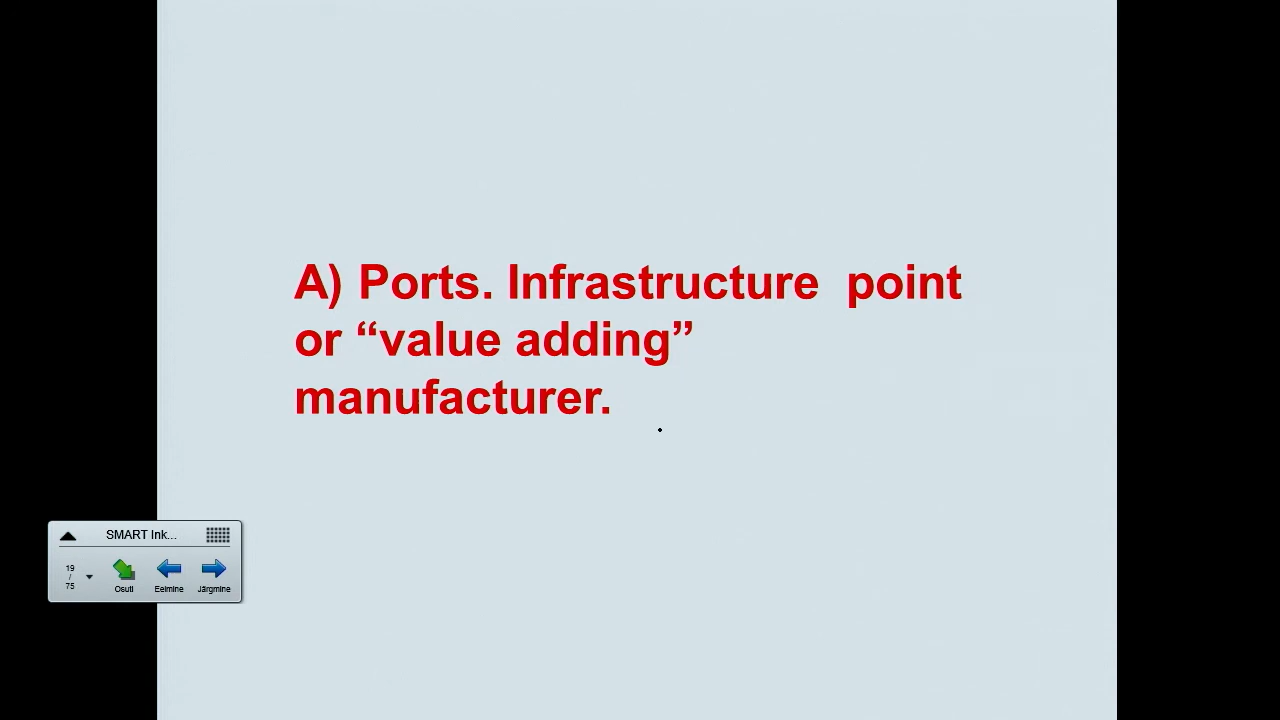 A) Ports. Infrastructure  point
or “value adding”
manufacturer.
SMART Ink...
19
/
75
Osuti
Eelmine
Järgmine